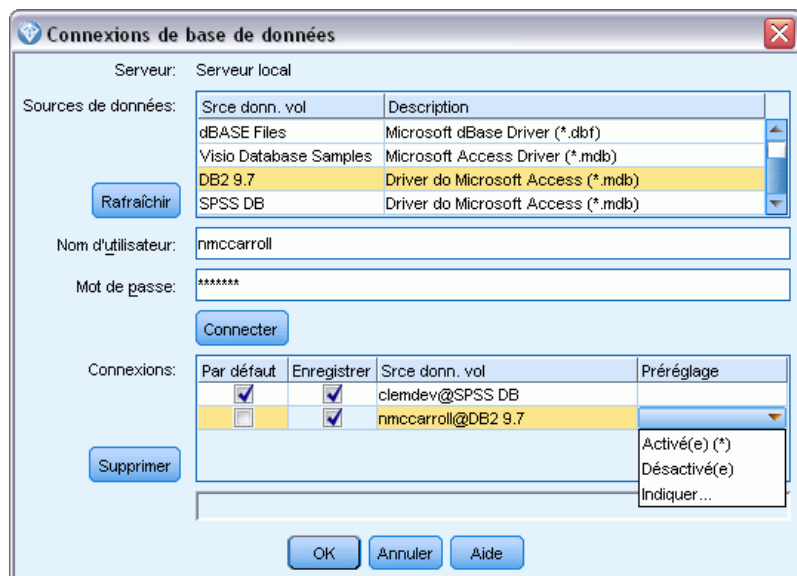 Connexions de base de données
Serveur: Serveur local
Sources de données: Srce donn. vol Description
dBASE Files Microsoft dBase Driver (*.dbf)
Visio Database Samples Microsoft Access Driver (*.mdb)
DB2 9.7 Driver do Microsoft Access (*.mdb)
Rafraîchir SPSS DB Driver do Microsoft Access (*.mdb)
Nom d'utilisateur: nmccarroll
Mot de passe: *******
Connecter
Connexions: Par défaut Enregistrer Srce donn. vol Préréglage
clemdev@SPSS DB
nmccarroll@DB2 9.7
Activé(e) (*)
Supprimer Désactivé(e)
Indiquer...
OK Annuler Aide